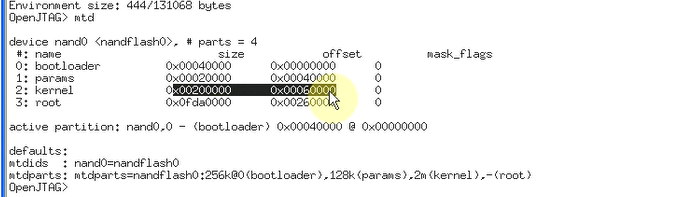 Environment size: 444/131068 bytes
OpenJTAG> mtd
device nand0 <nandflash0>, # parts = 4
#: name size offset mask_flags
0: bootloader 0x00040000 0x00000000 0
1: params 0x00020000 0x00040000 0
2: kernel 0x00200000 0x00060000 0
3: root 0x0fda0000 0x00260000 0
active partition: nand0,0 - (bootloader) 0x00040000 @ 0x00000000
defaults:
mtdids : nand0=nandflash0
mtdparts: mtdparts=nandflash0:256k@0(bootloader),128k(params),2m(kernel),-(root)
OpenJTAG>